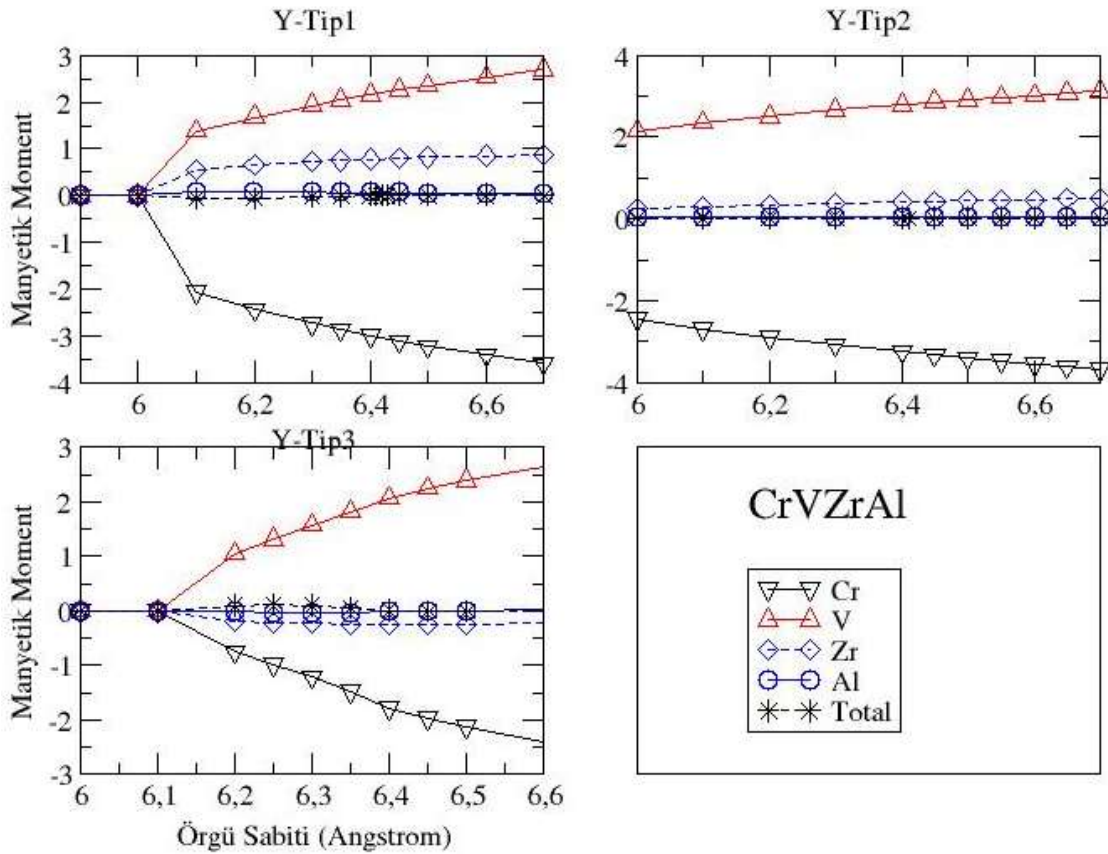 Y-Tip1
Y-Tip2
Manyetik Moment
3
2
1
0
-1
-2
-3
-4
6
6,2
6,4
6,6
4
2
0
-2
-4
6
6,2
6,4
6,6
Y-Tip3
Manyetik Moment
3
2
1
0
-1
-2
-3
6
6,1
6,2
6,3
6,4
6,5
6,6
Örgü Sabiti (Angstrom)
CrVZrAl
Cr
V
Zr
Al
Total